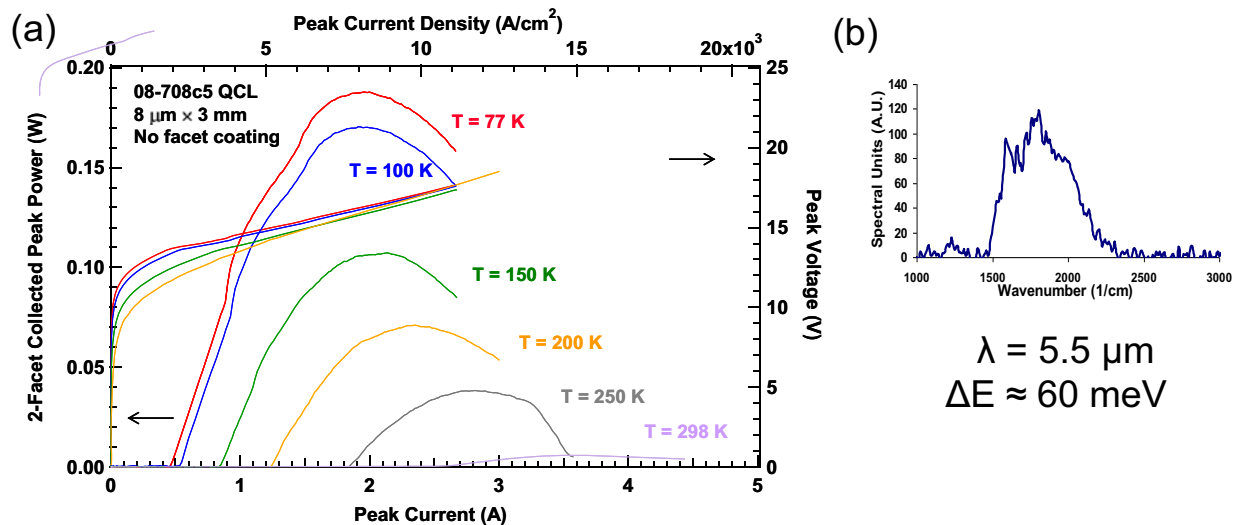 (a)
Peak Current Density (A/cm²)
0 4 8 12 15 20x10³
0.20
0.15
0.10
0.05
0.00
2-Facet Collected Peak Power (W)
08-708c5 QCL
8 μm × 3 mm
No facet coating
T = 77 K
T = 100 K
T = 150 K
T = 200 K
T = 250 K
T = 298 K
25
20
15
10
5
0
Peak Voltage (V)
0 1 2 3 4 5
Peak Current (A)
(b)
140
120
100
80
60
40
20
0
Spectral Units (A.U.)
1000 1500 2000 2500 3000
Wavenumber (1/cm)
λ = 5.5 μm
ΔE ≈ 60 meV